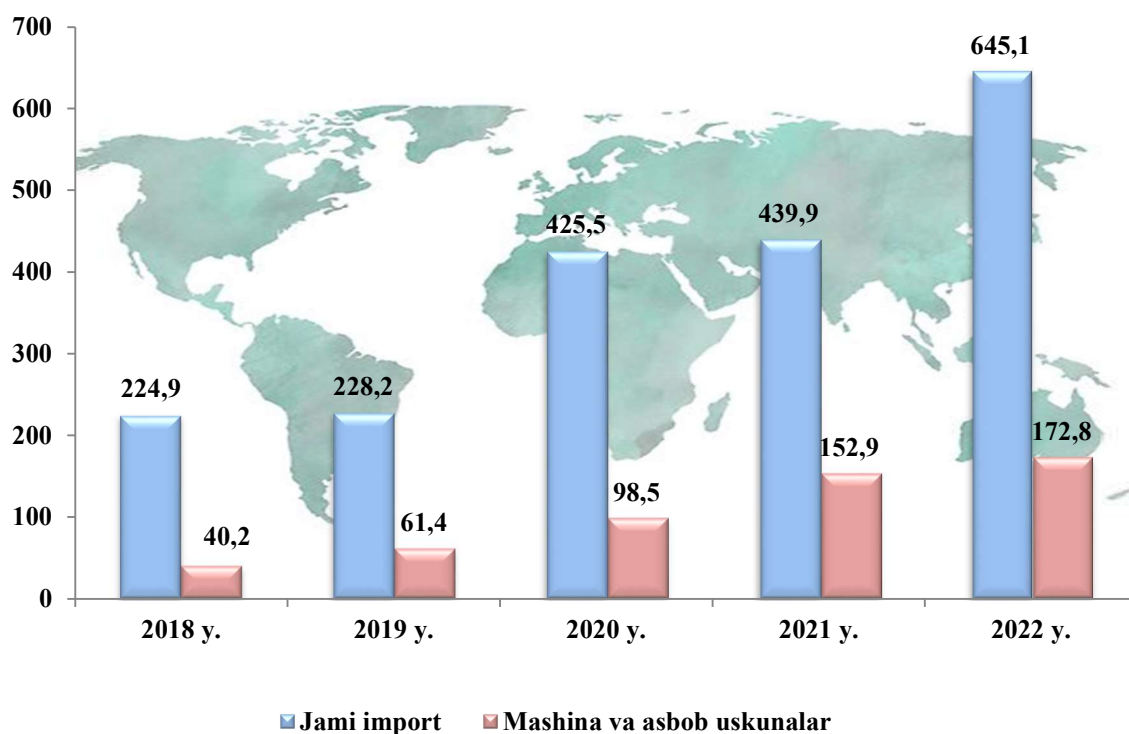 700
600
500
400
300
200
100
0
224,9
40,2
228,2
61,4
425,5
98,5
439,9
152,9
645,1
172,8
2018 y.
2019 y.
2020 y.
2021 y.
2022 y.
Jami import
Mashina va asbob uskunalar